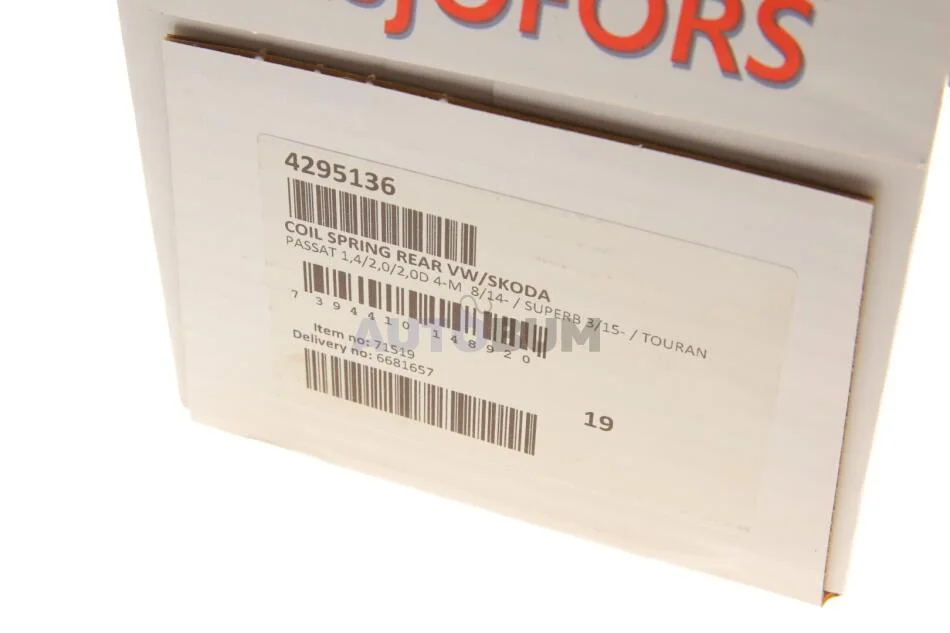 JOFORS
4295136
COIL SPRING REAR VW/SKODA
PASSAT 1,4/2,0/2,0D 4-M 8/14- / SUPERB 3/15- / TOURAN
7 394410 148920
AUTOBUM
Item no: 71519
Delivery no: 6681657
19